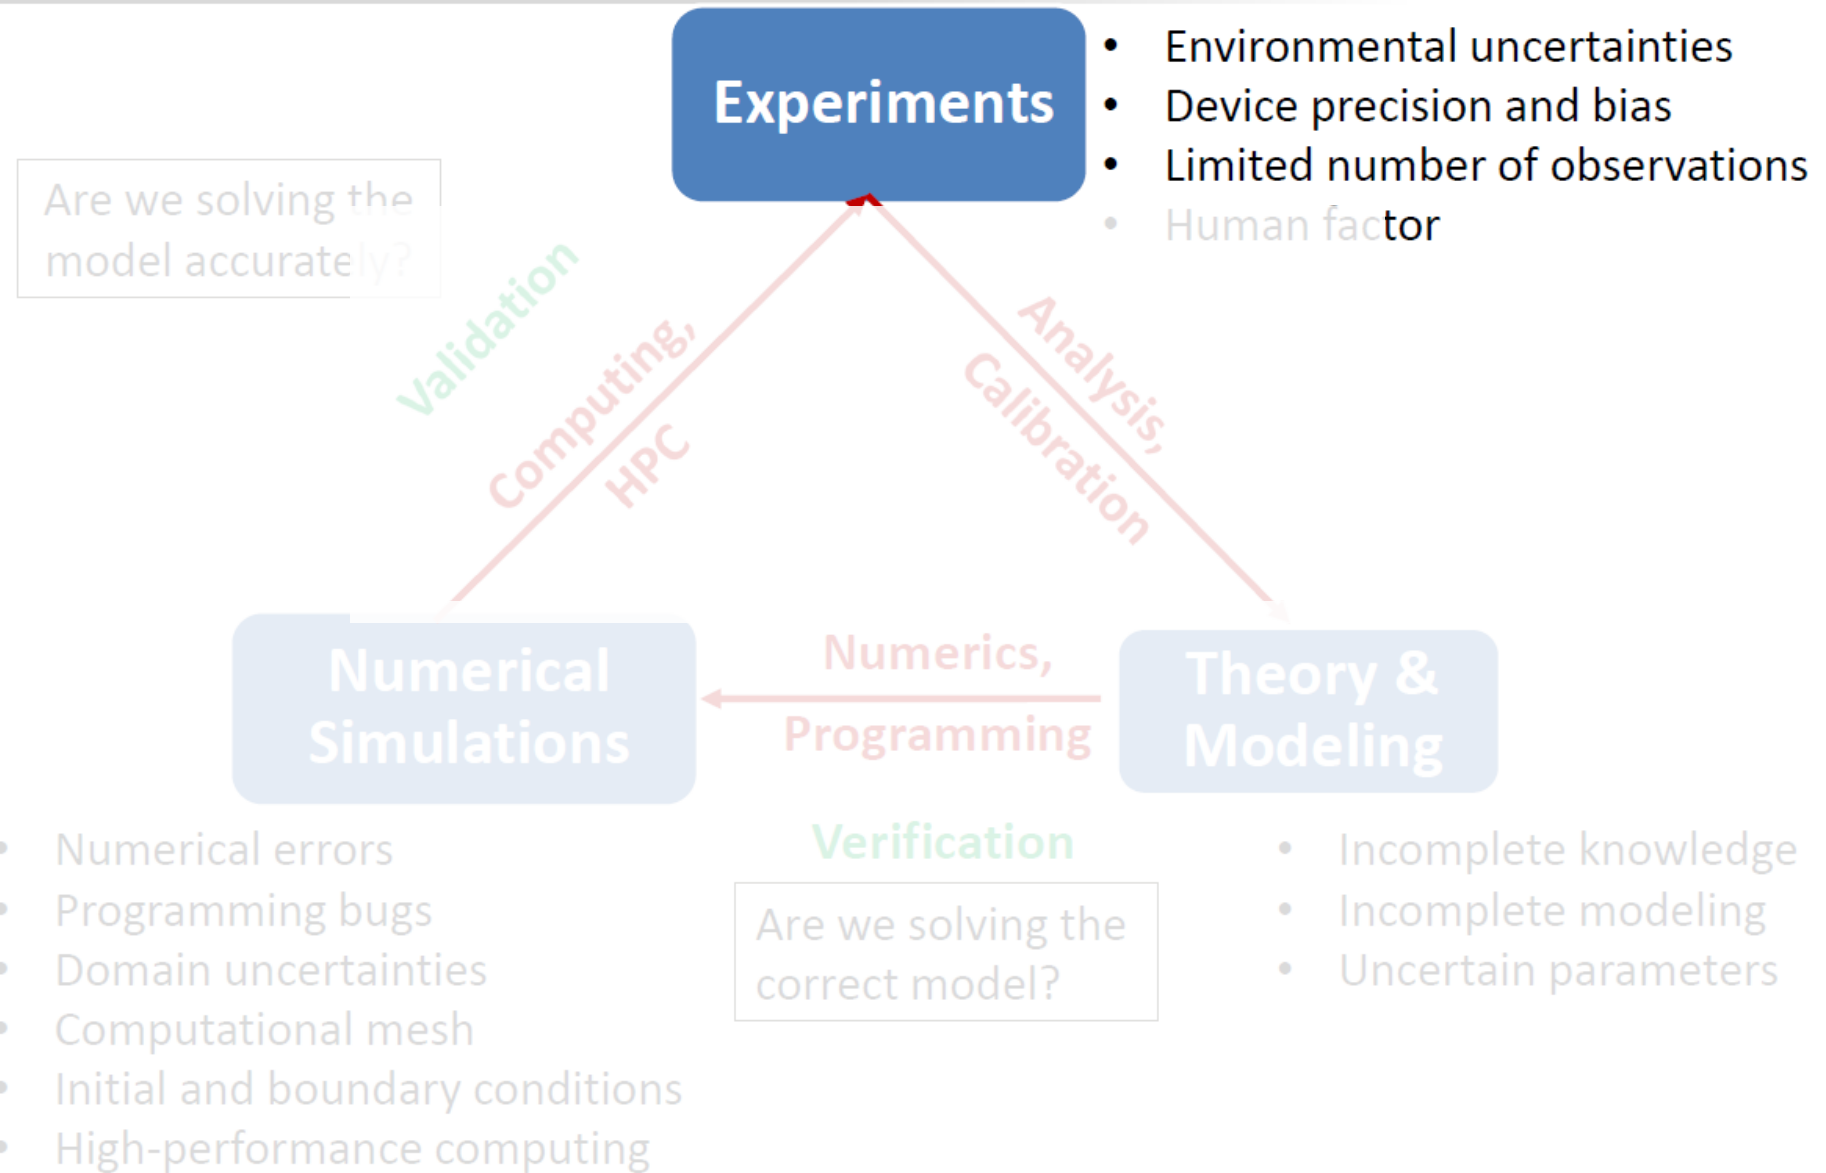 Experiments
• Environmental uncertainties
• Device precision and bias
• Limited number of observations
• Human factor
Are we solving the
model accurately?
Validation
Computing,
HPC
Analysis,
Calibration
Numerical
Simulations
Numerics,
Programming
Theory &
Modeling
• Numerical errors
• Programming bugs
• Domain uncertainties
• Computational mesh
• Initial and boundary conditions
• High-performance computing
Verification
Are we solving the
correct model?
• Incomplete knowledge
• Incomplete modeling
• Uncertain parameters